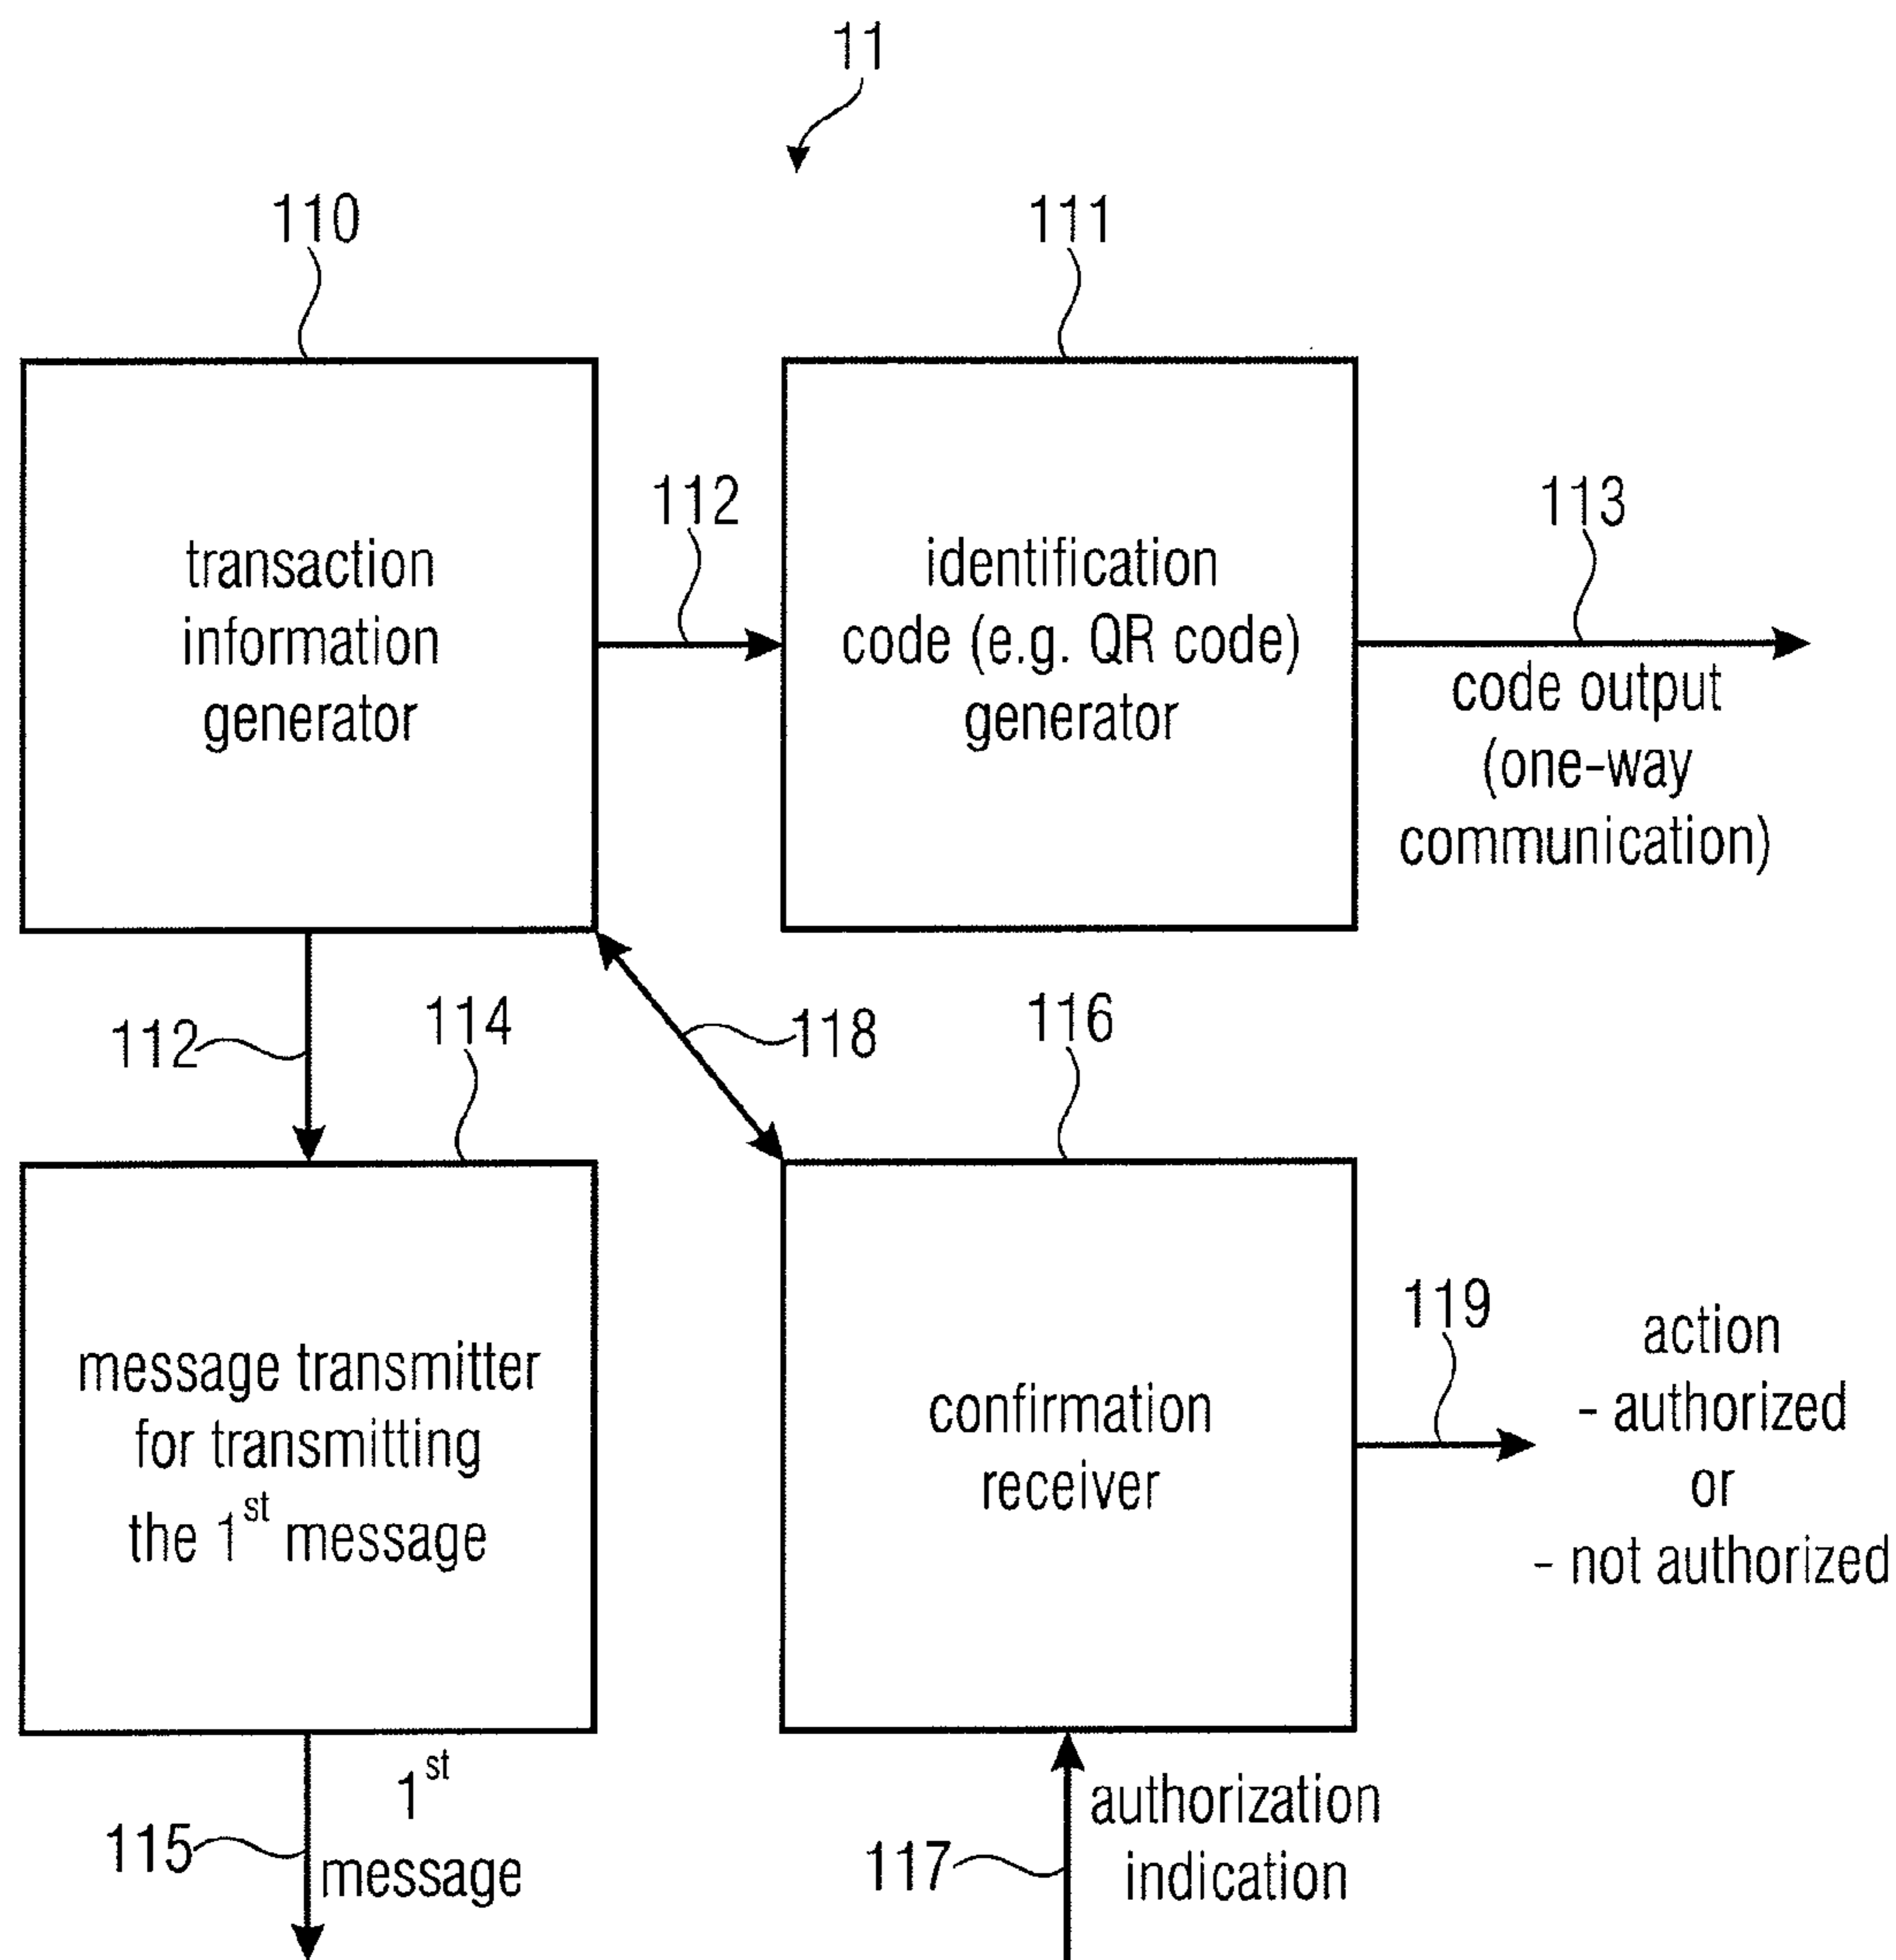 11
110
111
transaction
information
generator
112
identification
code (e.g. QR code)
generator
113
code output
(one-way
communication)
112
114
118
116
message transmitter
for transmitting
the 1st message
confirmation
receiver
119
action
- authorized
or
- not authorized
115
1st
message
117
authorization
indication